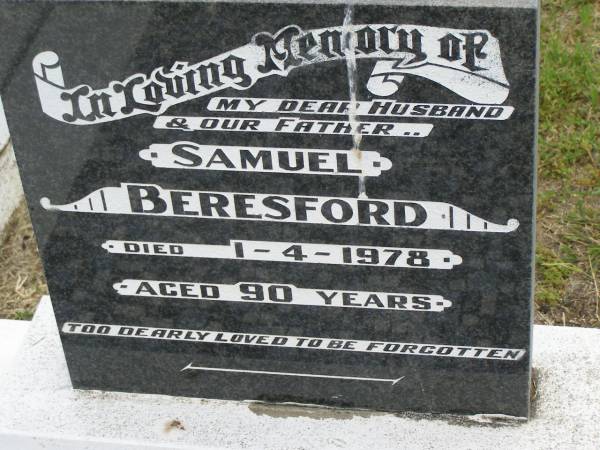 In Loving Memory of
MY DEAR HUSBAND
& OUR FATHER ..
SAMUEL
BERESFORD
DIED 1-4-1978
AGED 90 YEARS
TOO DEARLY LOVED TO BE FORGOTTEN